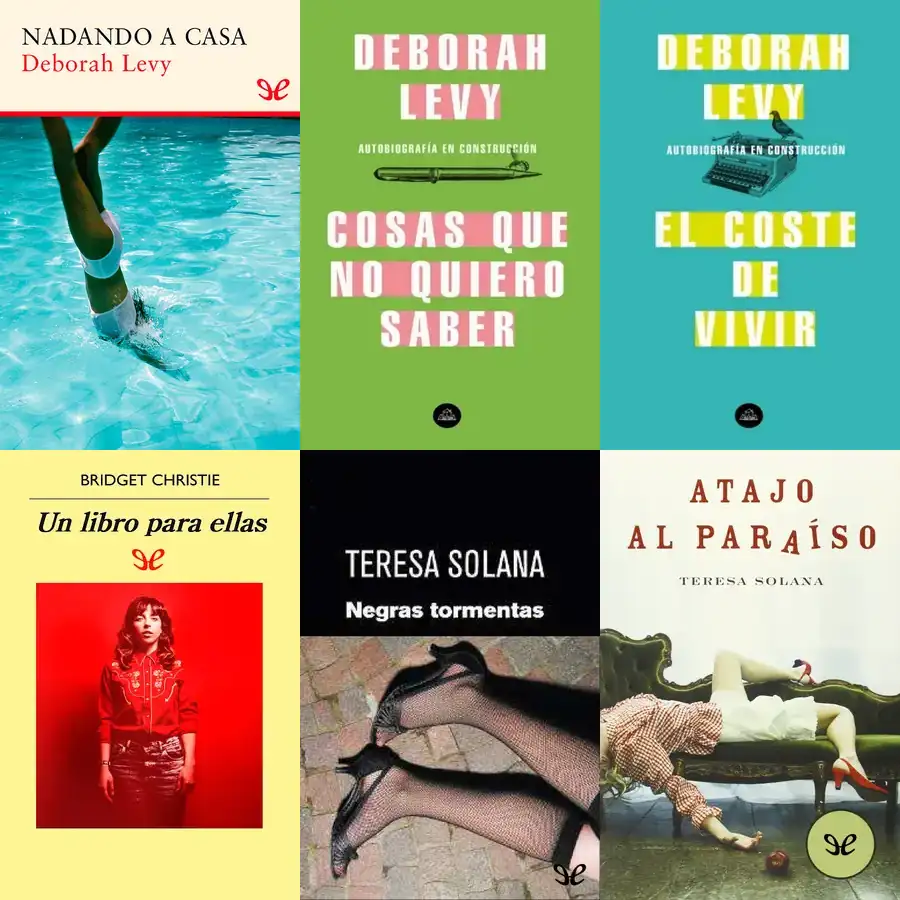 NADANDO A CASA
Deborah Levy
DEBORAH
LEVY
AUTOBIOGRAFÍA EN CONSTRUCCIÓN
COSAS QUE
NO QUIERO
SABER
DEBORAH
LEVY
AUTOBIOGRAFÍA EN CONSTRUCCIÓN
EL COSTE
DE
VIVIR
BRIDGET CHRISTIE
Un libro para ellas
TERESA SOLANA
Negras tormentas
ATAJO
AL PARAÍSO
TERESA SOLANA